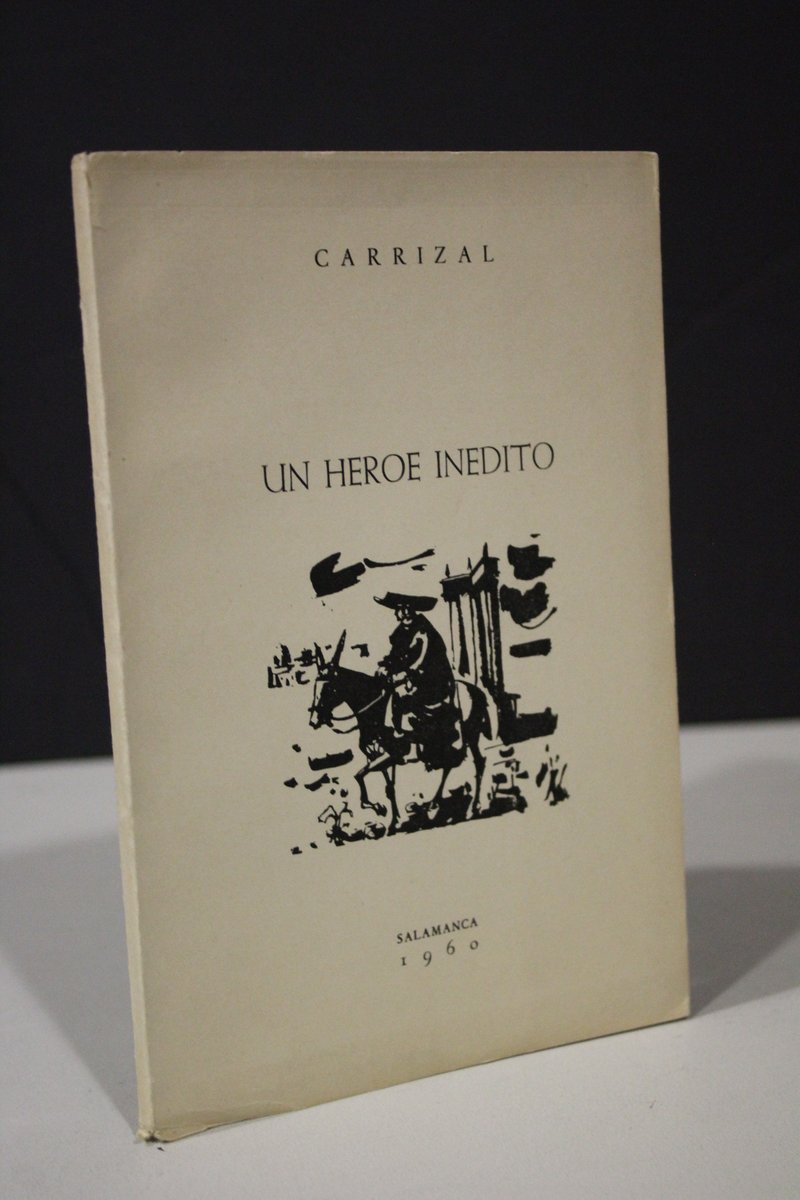 CARRIZAL
UN HEROE INEDITO
SALAMANCA
1960